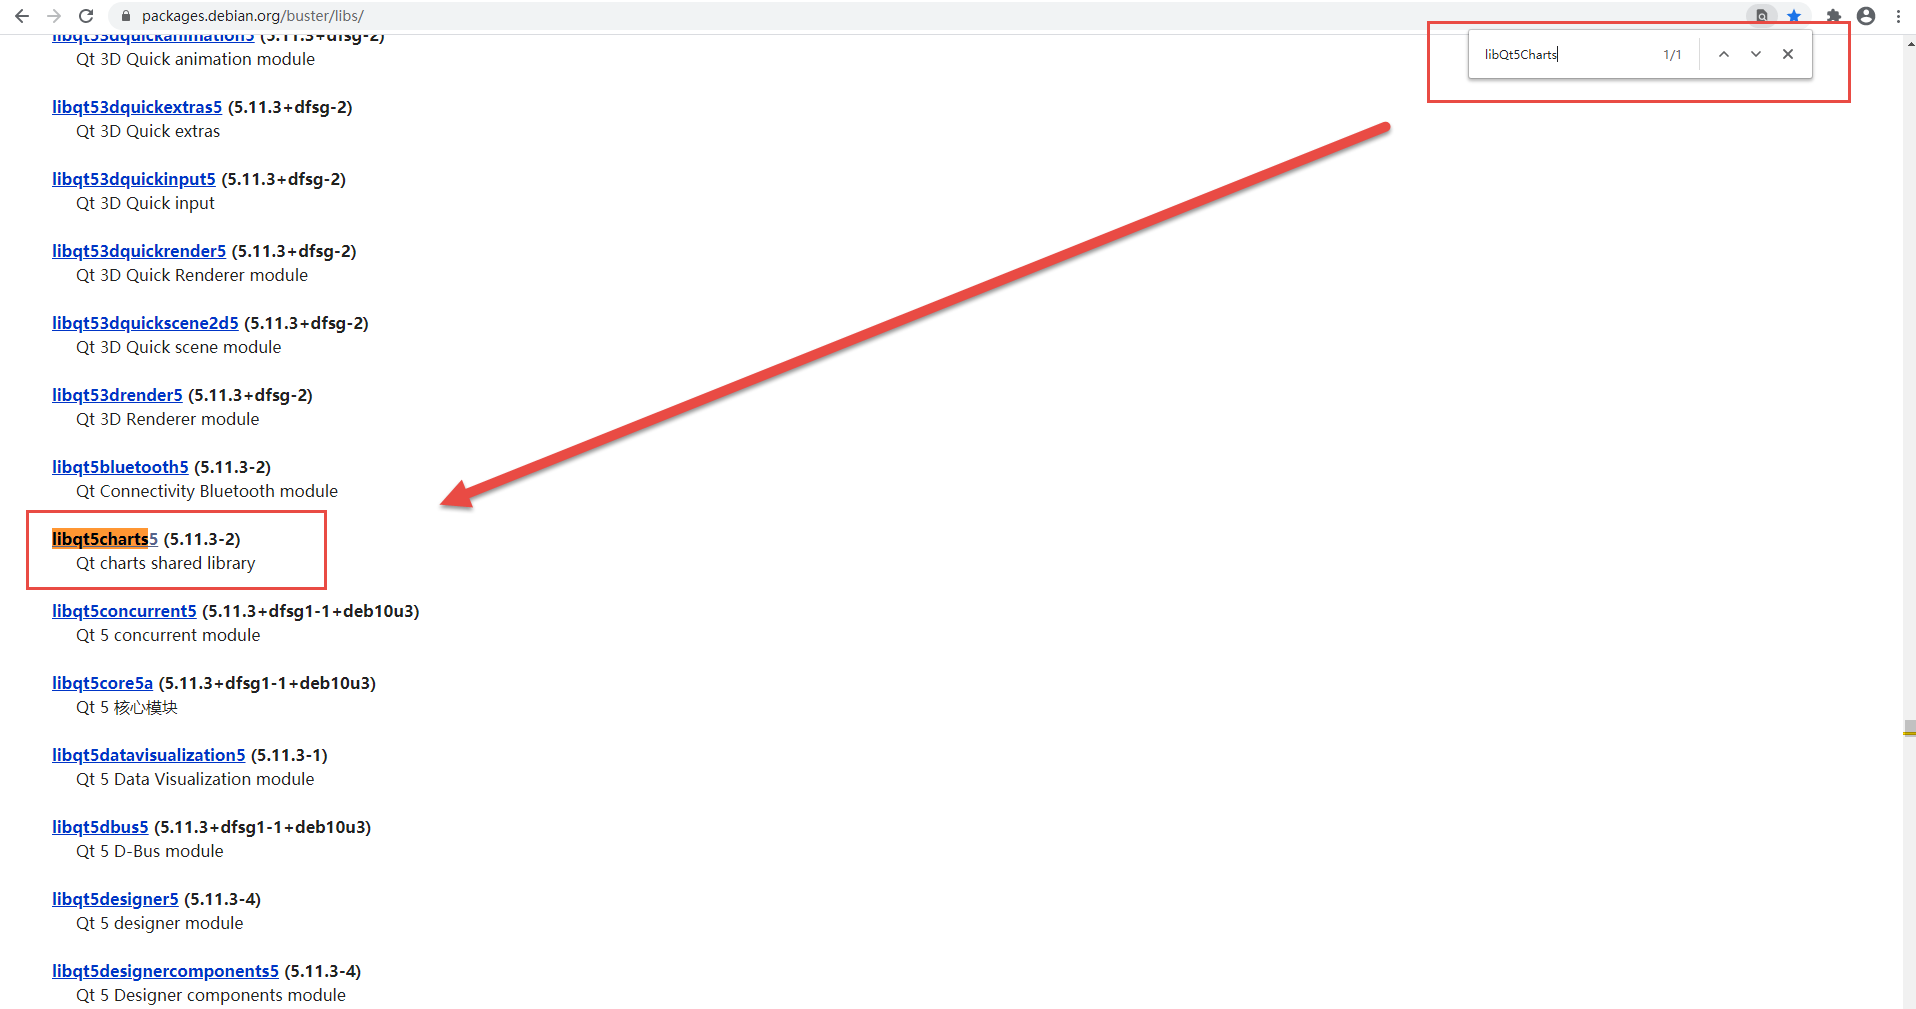 packages.debian.org/buster/libs/
libQt5Charts 1/1
libqt53dquickanimation5 (5.11.3+dfsg-2)
Qt 3D Quick animation module
libqt53dquickextras5 (5.11.3+dfsg-2)
Qt 3D Quick extras
libqt53dquickinput5 (5.11.3+dfsg-2)
Qt 3D Quick input
libqt53dquickrender5 (5.11.3+dfsg-2)
Qt 3D Quick Renderer module
libqt53dquickscene2d5 (5.11.3+dfsg-2)
Qt 3D Quick scene module
libqt53drender5 (5.11.3+dfsg-2)
Qt 3D Renderer module
libqt5bluetooth5 (5.11.3-2)
Qt Connectivity Bluetooth module
libqt5charts5 (5.11.3-2)
Qt charts shared library
libqt5concurrent5 (5.11.3+dfsg1-1+deb10u3)
Qt 5 concurrent module
libqt5core5a (5.11.3+dfsg1-1+deb10u3)
Qt 5 核心模块
libqt5datavisualization5 (5.11.3-1)
Qt 5 Data Visualization module
libqt5dbus5 (5.11.3+dfsg1-1+deb10u3)
Qt 5 D-Bus module
libqt5designer5 (5.11.3-4)
Qt 5 designer module
libqt5designercomponents5 (5.11.3-4)
Qt 5 Designer components module